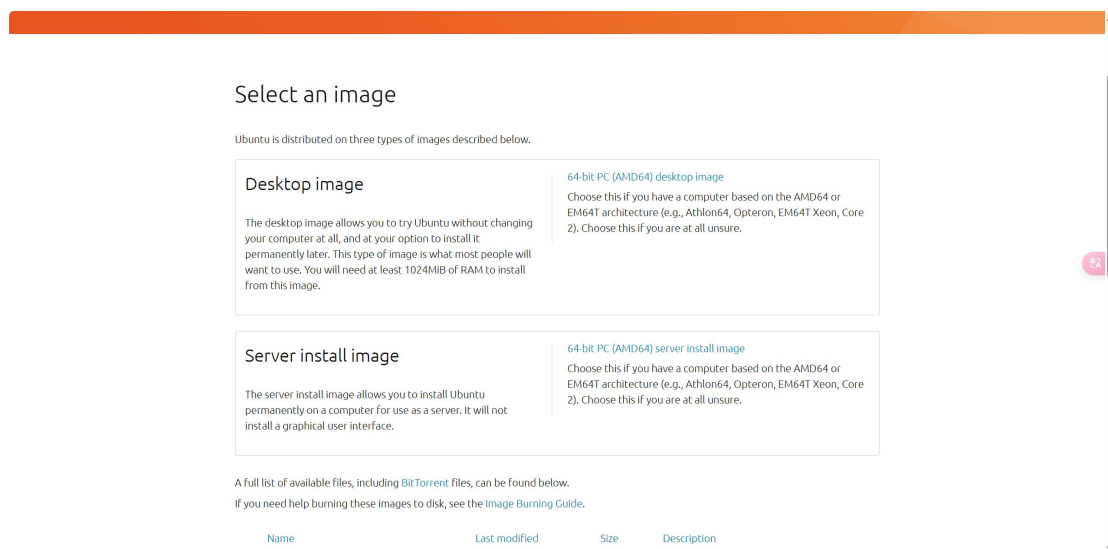 Select an image
Ubuntu is distributed on three types of images described below.
Desktop image
The desktop image allows you to try Ubuntu without changing
your computer at all, and at your option to install it
permanently later. This type of image is what most people will
want to use. You will need at least 1024MiB of RAM to install
from this image.
64-bit PC (AMD64) desktop image
Choose this if you have a computer based on the AMD64 or
EM64T architecture (e.g., Athlon64, Opteron, EM64T Xeon, Core
2). Choose this if you are at all unsure.
Server install image
The server install image allows you to install Ubuntu
permanently on a computer for use as a server. It will not
install a graphical user interface.
64-bit PC (AMD64) server install image
Choose this if you have a computer based on the AMD64 or
EM64T architecture (e.g., Athlon64, Opteron, EM64T Xeon, Core
2). Choose this if you are at all unsure.
A full list of available files, including BitTorrent files, can be found below.
If you need help burning these images to disk, see the Image Burning Guide.
Name Last modified Size Description